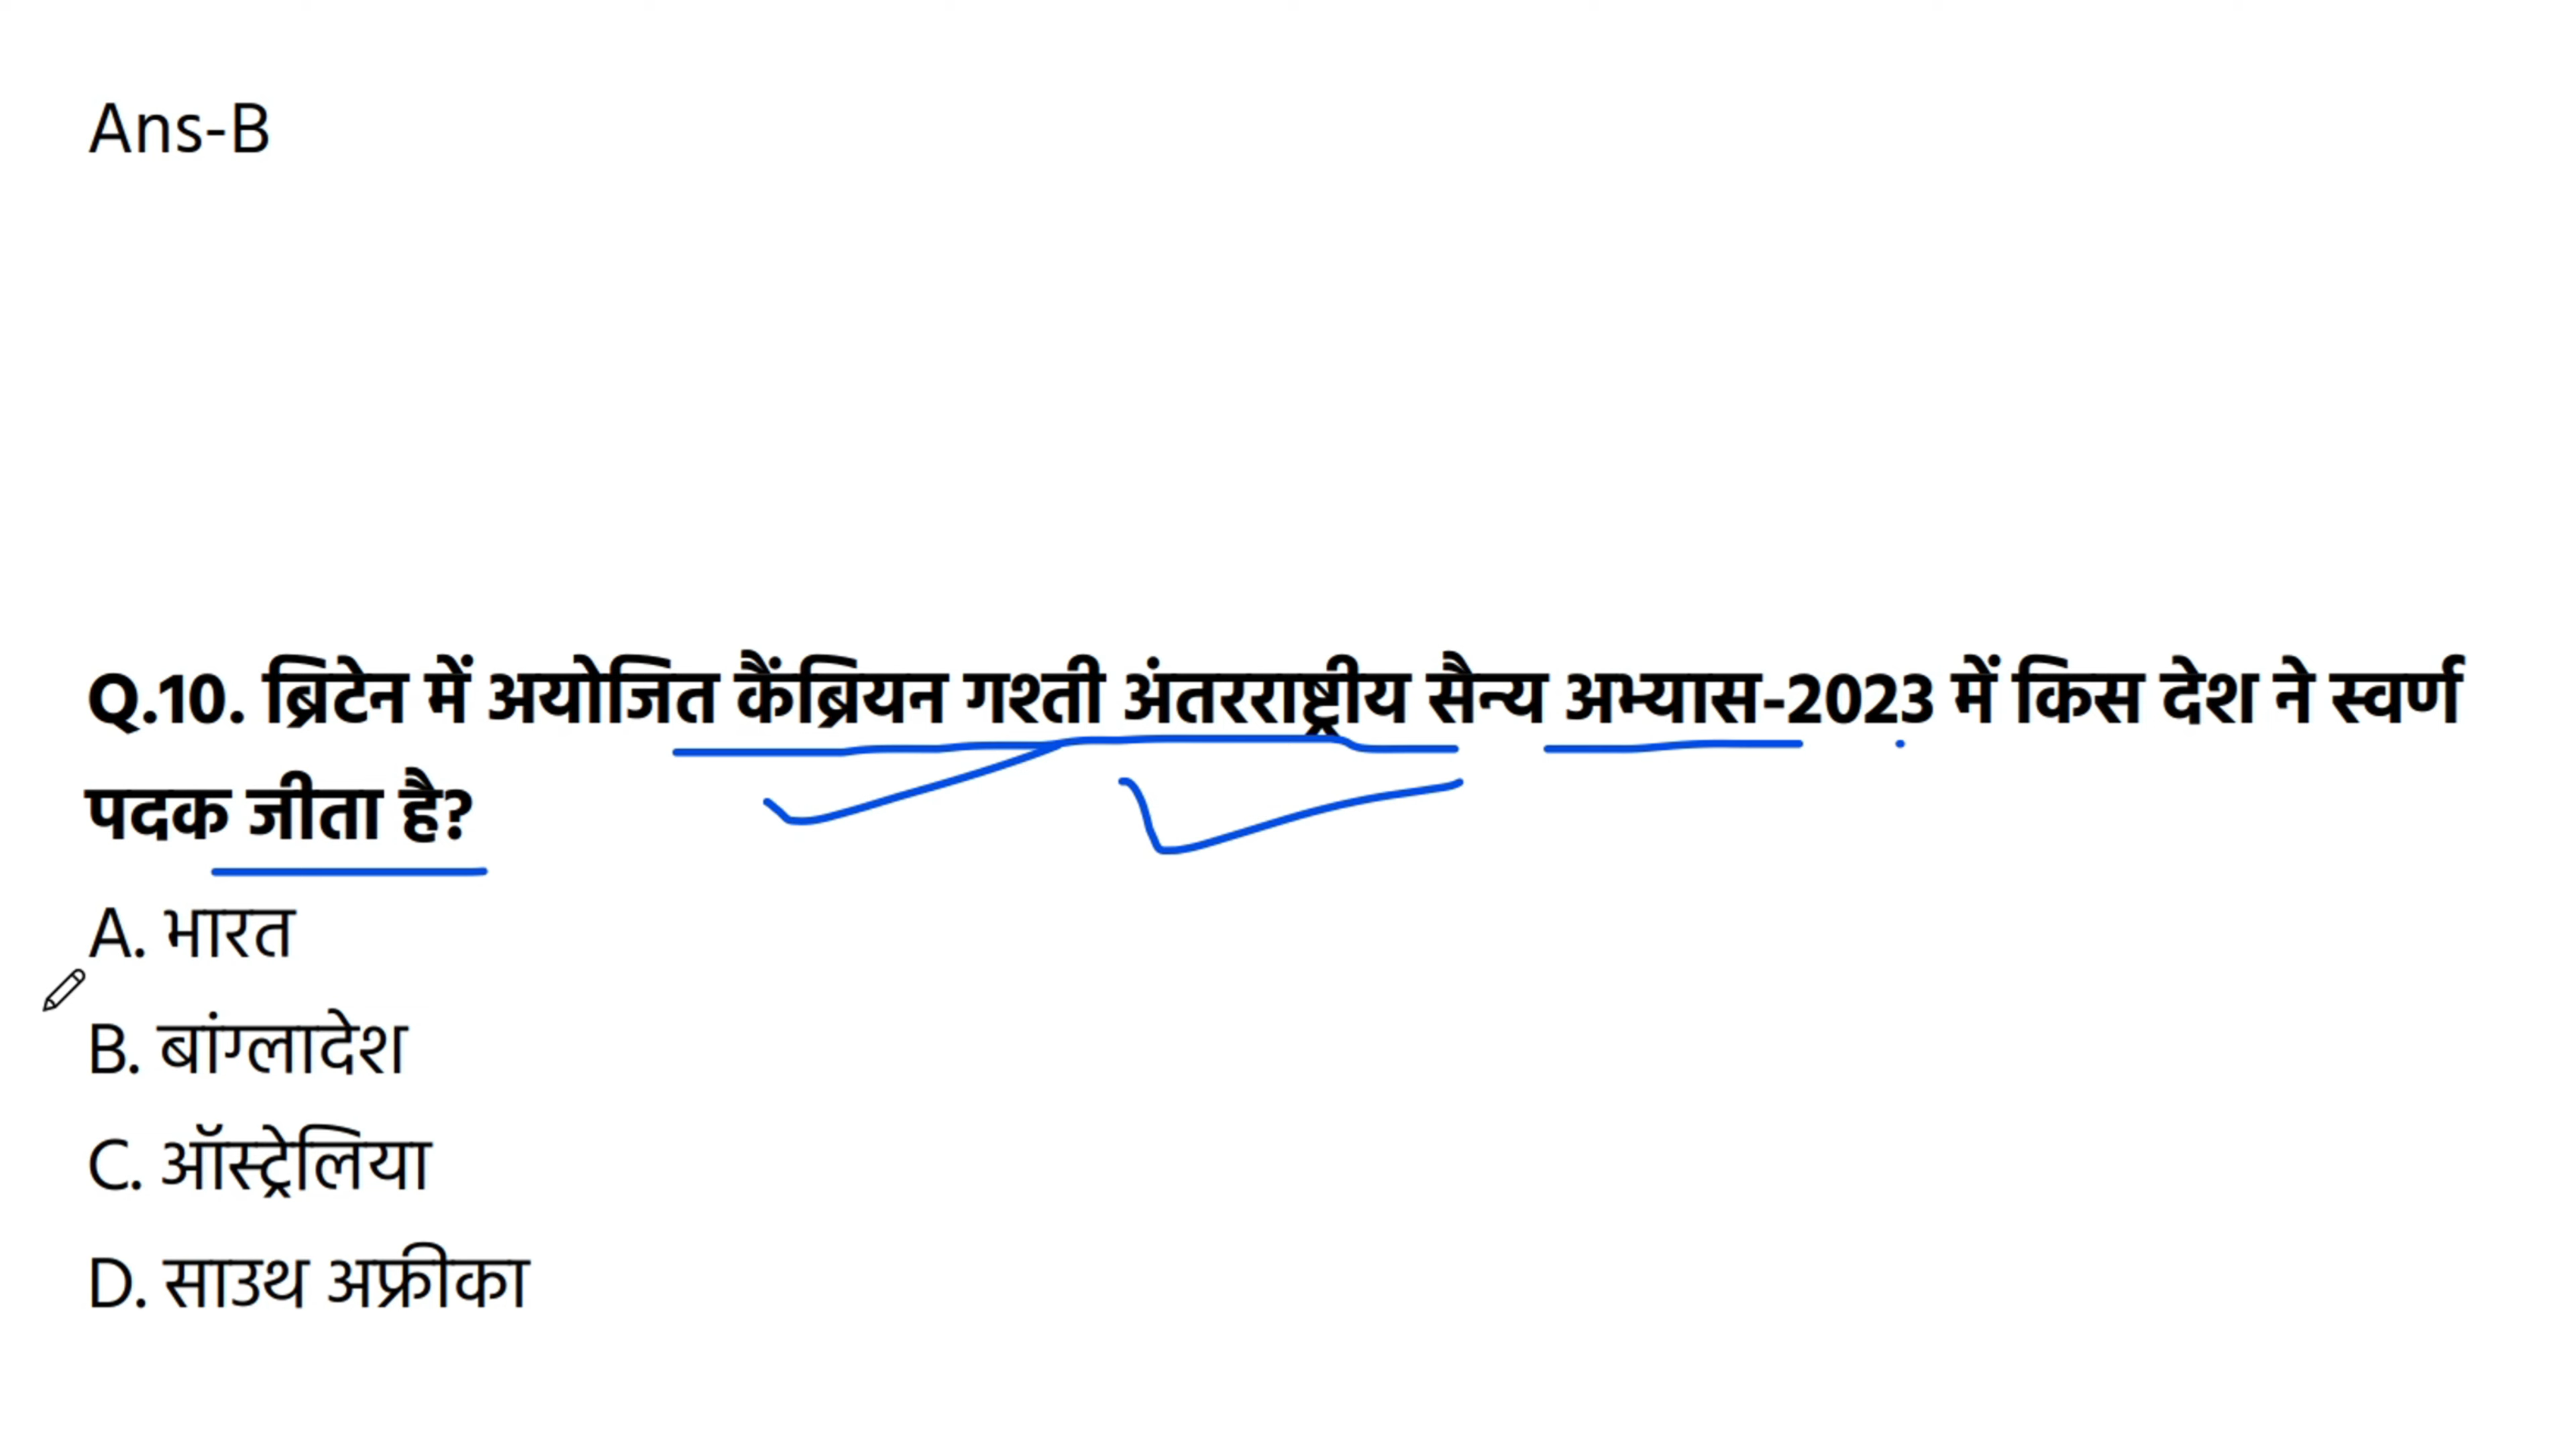 Ans-B
Q.10. ब्रिटेन में अयोजित कैंब्रियन गश्ती अंतरराष्ट्रीय सैन्य अभ्यास-2023 में किस देश ने स्वर्ण
पदक जीता है?
A. भारत
B. बांग्लादेश
C. ऑस्ट्रेलिया
D. साउथ अफ्रीका